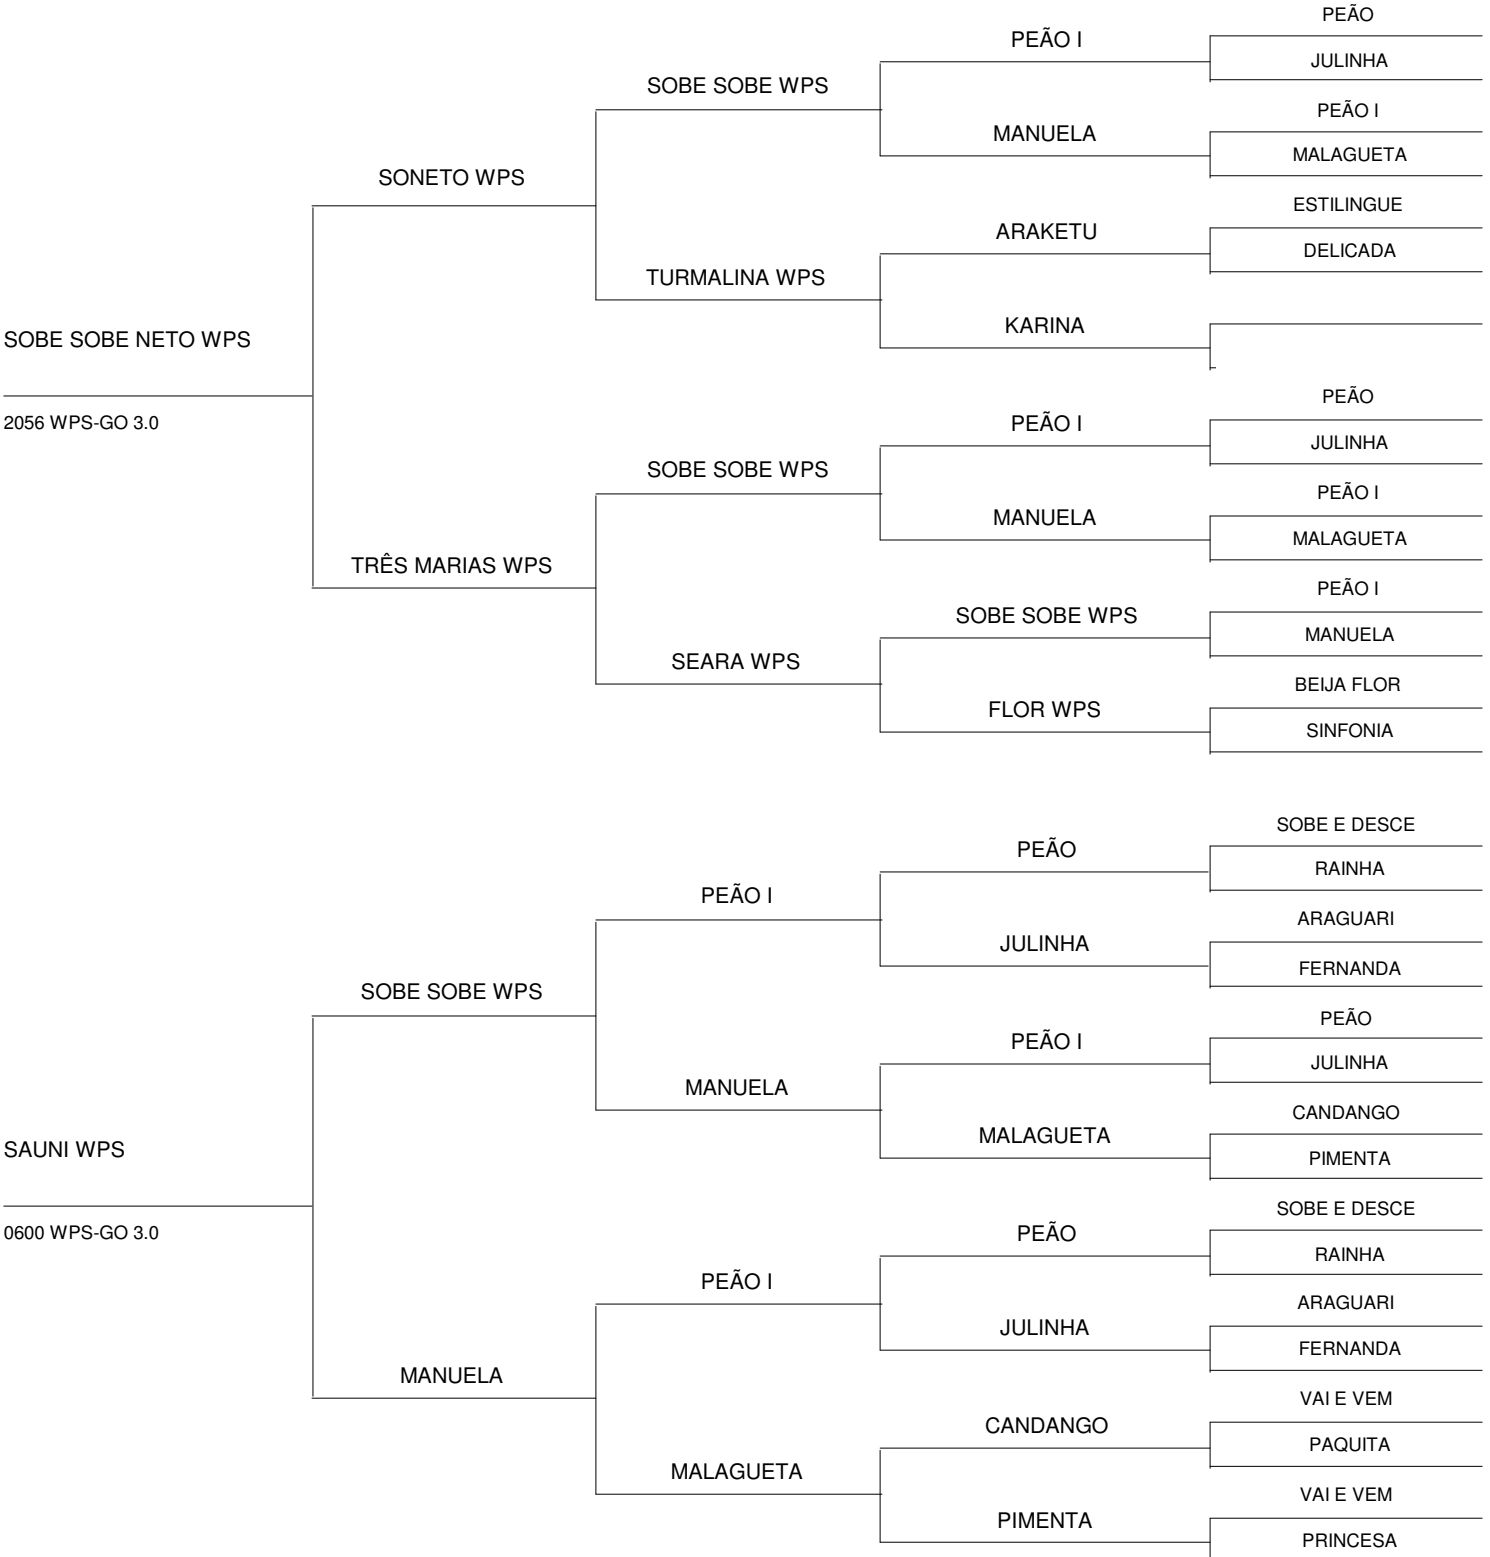 PEÃO
PEÃO I
JULINHA
SOBE SOBE WPS
PEÃO I
MANUELA
MALAGUETA
SONETO WPS
ESTILINGUE
ARAKETU
DELICADA
TURMALINA WPS
KARINA
SOBE SOBE NETO WPS
PEÃO
2056 WPS-GO 3.0
PEÃO I
JULINHA
SOBE SOBE WPS
PEÃO I
MANUELA
MALAGUETA
TRÊS MARIAS WPS
PEÃO I
SOBE SOBE WPS
MANUELA
SEARA WPS
BEIJA FLOR
FLOR WPS
SINFONIA
SOBE E DESCE
PEÃO
RAINHA
PEÃO I
ARAGUARI
JULINHA
FERNANDA
SOBE SOBE WPS
PEÃO
PEÃO I
JULINHA
MANUELA
CANDANGO
MALAGUETA
SAUNI WPS
PIMENTA
SOBE E DESCE
0600 WPS-GO 3.0
PEÃO
RAINHA
PEÃO I
ARAGUARI
JULINHA
FERNANDA
MANUELA
VAI E VEM
CANDANGO
PAQUITA
MALAGUETA
VAI E VEM
PIMENTA
PRINCESA